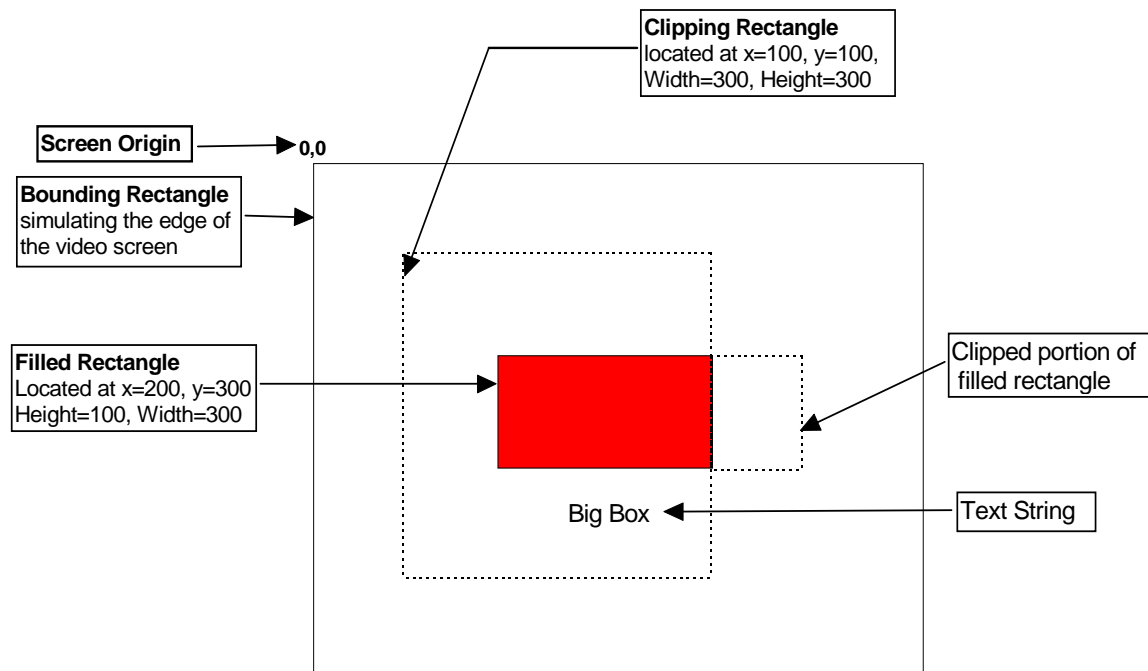 Clipping Rectangle
located at x=100, y=100,
Width=300, Height=300
Screen Origin
0,0
Bounding Rectangle
simulating the edge of
the video screen
Filled Rectangle
Located at x=200, y=300
Height=100, Width=300
Clipped portion of
filled rectangle
Big Box
Text String